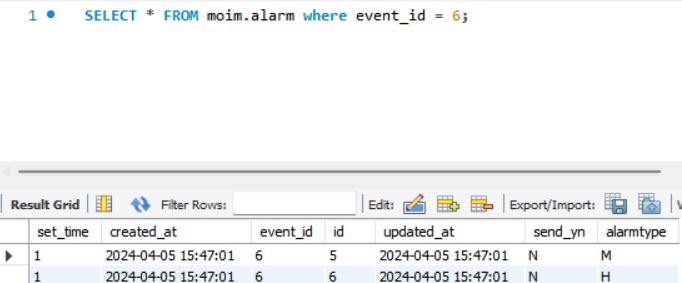 1 SELECT * FROM moim.alarm where event_id = 6;
Result Grid Filter Rows: Edit: Export/Import:
set_time created_at event_id id updated_at send_yn alarmtype
1 2024-04-05 15:47:01 6 5 2024-04-05 15:47:01 N M
1 2024-04-05 15:47:01 6 6 2024-04-05 15:47:01 N H